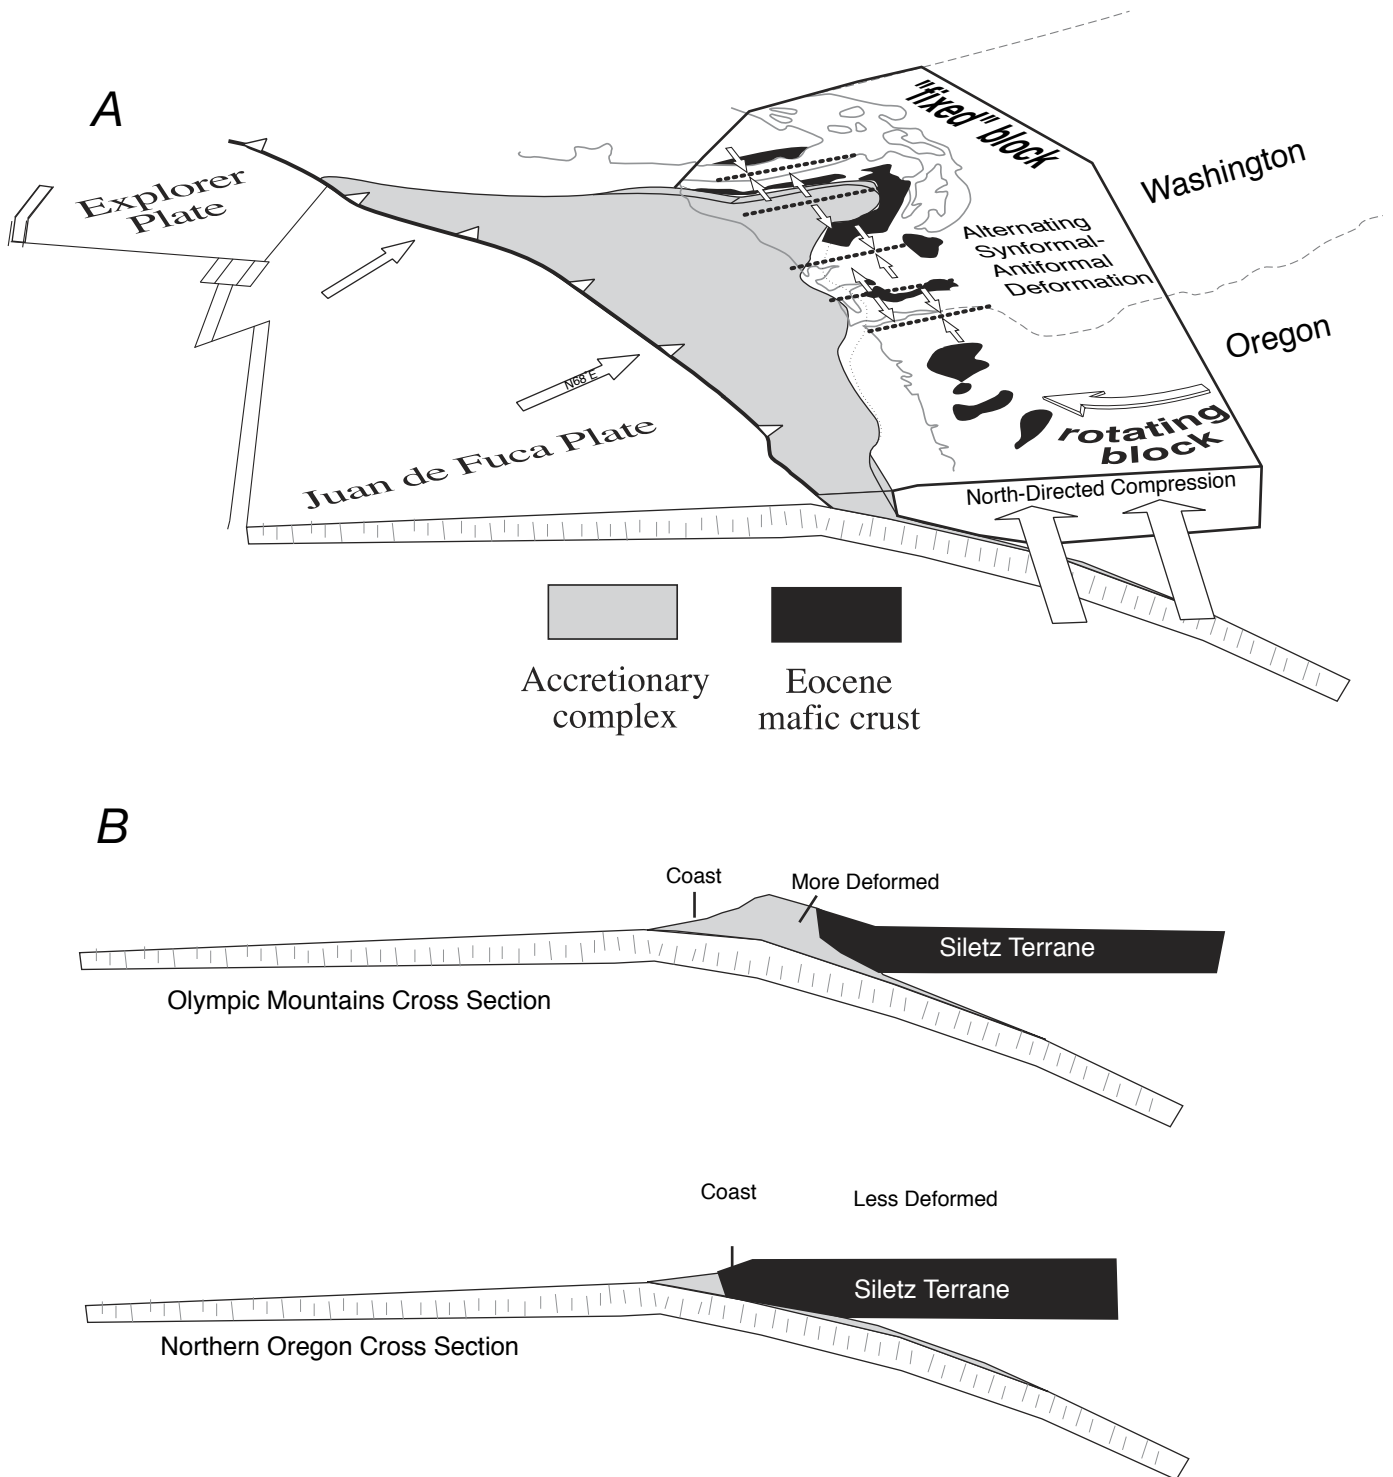 A
"fixed" block
Washington
Explorer
Plate
Alternating
Synformal-
Antiformal
Deformation
Oregon
N68°E
rotating
block
Juan de Fuca Plate
North-Directed Compression
Accretionary
complex
Eocene
mafic crust
B
Coast
More Deformed
Siletz Terrane
Olympic Mountains Cross Section
Coast
Less Deformed
Siletz Terrane
Northern Oregon Cross Section